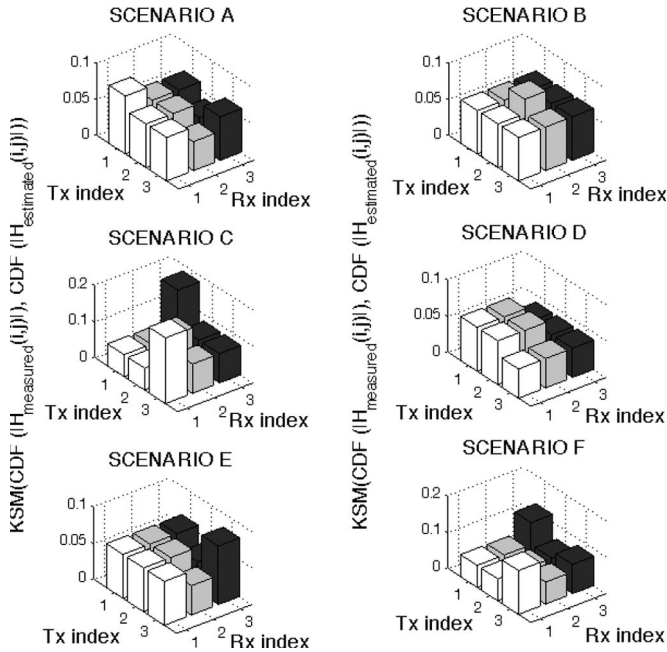 SCENARIO A
0.1
0.05
0
1
2
3
Tx index
1
2
3
Rx index
SCENARIO B
0.1
0.05
0
1
2
3
Tx index
1
2
3
Rx index
SCENARIO C
0.2
0.1
0
1
2
3
Tx index
1
2
3
Rx index
SCENARIO D
0.1
0.05
0
1
2
3
Tx index
1
2
3
Rx index
SCENARIO E
0.1
0.05
0
1
2
3
Tx index
1
2
3
Rx index
SCENARIO F
0.2
0.1
0
1
2
3
Tx index
1
2
3
Rx index
KSM(CDF (|H_measured(i,j)|), CDF (|H_estimated(i,j)|))
KSM(CDF (|H_measured(i,j)|), CDF (|H_estimated(i,j)|))